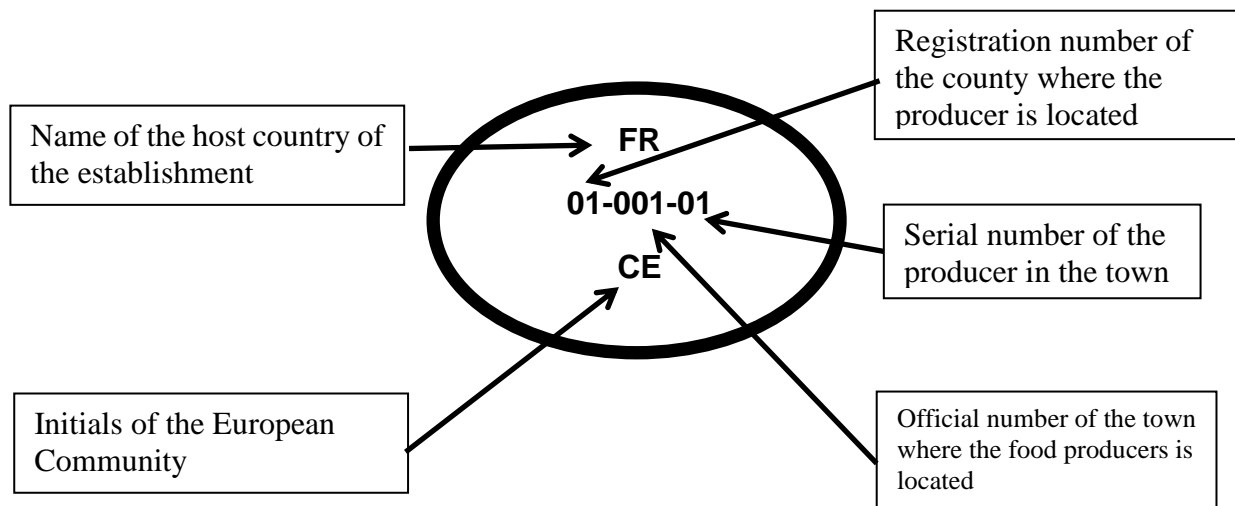 Registration number of
the county where the
producer is located
Name of the host country of
the establishment
FR
01-001-01
CE
Serial number of the
producer in the town
Initials of the European
Community
Official number of the town
where the food producers is
located